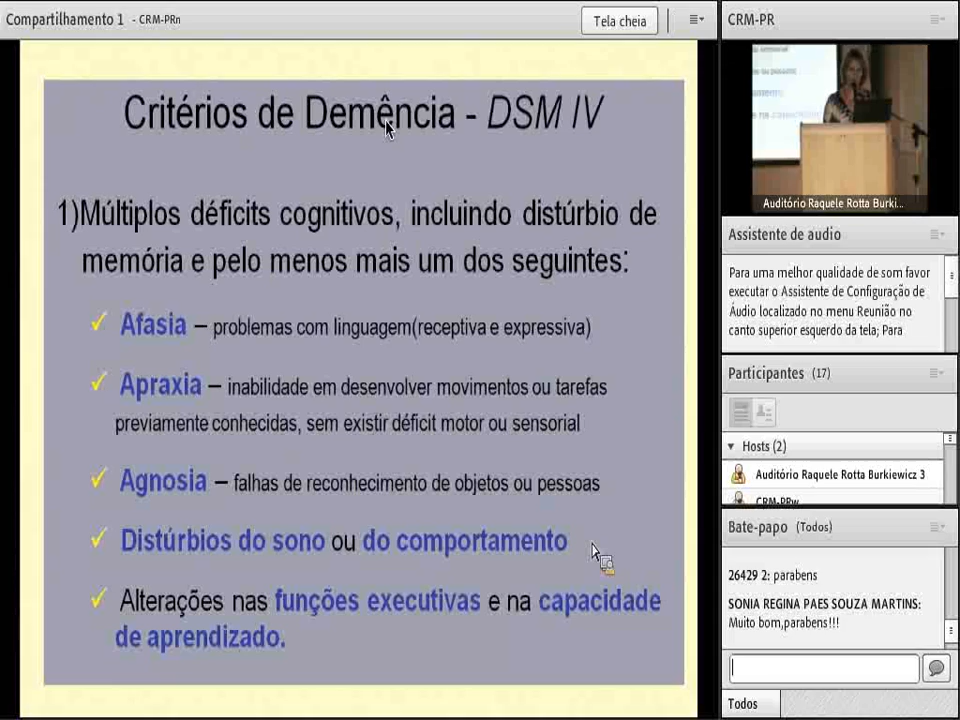 Compartilhamento 1 - CRM-PRn
Tela cheia
Critérios de Demência - DSM IV
1)Múltiplos déficits cognitivos, incluindo distúrbio de
memória e pelo menos mais um dos seguintes:
Afasia – problemas com linguagem(receptiva e expressiva)
Apraxia – inabilidade em desenvolver movimentos ou tarefas
previamente conhecidas, sem existir déficit motor ou sensorial
Agnosia – falhas de reconhecimento de objetos ou pessoas
Distúrbios do sono ou do comportamento
Alterações nas funções executivas e na capacidade
de aprendizado.
CRM-PR
Auditório Raquele Rotta Burki...
Assistente de audio
Para uma melhor qualidade de som favor
executar o Assistente de Configuração de
Áudio localizado no menu Reunião no
canto superior esquerdo da tela; Para
Participantes (17)
Hosts (2)
Auditório Raquele Rotta Burkiewicz 3
CRM-PRw
Bate-papo (Todos)
26429 2: parabens
SONIA REGINA PAES SOUZA MARTINS:
Muito bom,parabens!!!
Todos